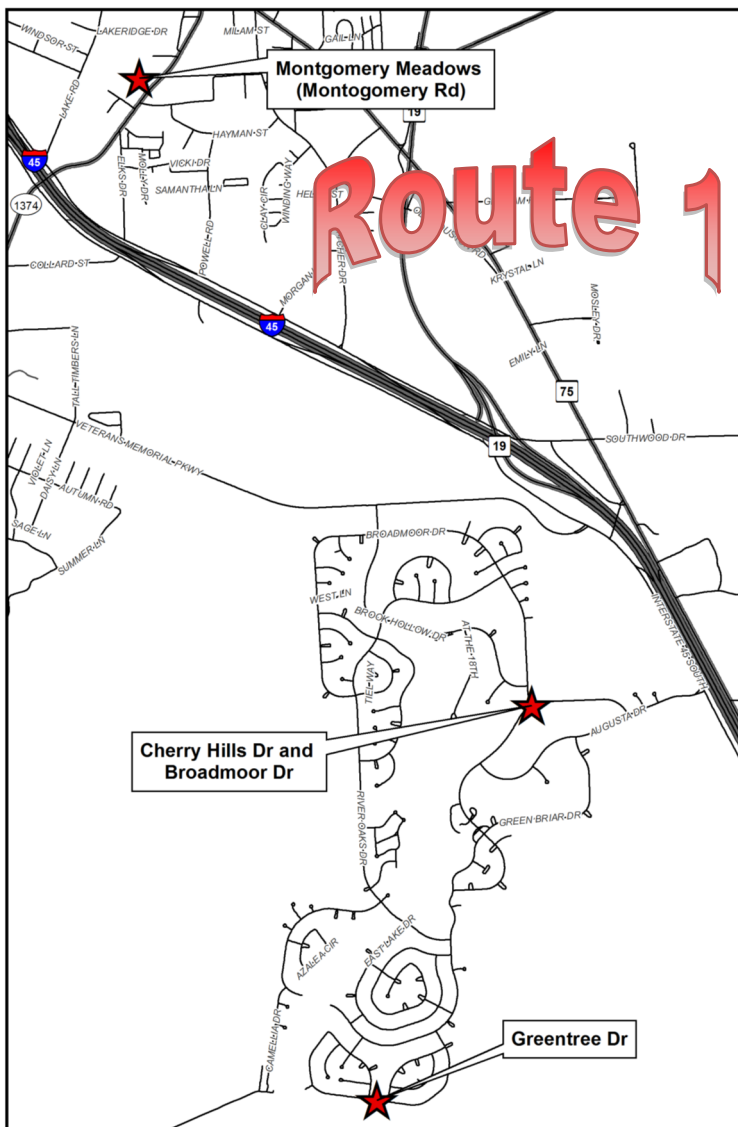 LAKERIDGE DR
MILAM ST
GAIL LN
WINDSOR ST
Montgomery Meadows
(Montogomery Rd)
LAKE RD
19
HAYMAN ST
45
ELKS DR
MOLLY DR
VICKI DR
SAMANTHA LN
CLAY CIR
WINDING WAY
Route 1
1374
POWELL RD
COLLARD ST
KRYSTAL LN
MOSLEY DR
45
EMILY LN
TALL TIMBERS LN
75
VETERANS MEMORIAL PKWY
19
SOUTHWOOD DR
VIOLET LN
DAISY LN
AUTUMN RD
SAGE LN
SUMMER LN
BROADMOOR DR
WEST LN
BROOK HOLLOW DR
AT THE 18TH
INTERSTATE 45 SOUTH
TIEL WAY
AUGUSTA DR
Cherry Hills Dr and
Broadmoor Dr
RIVER OAKS DR
GREEN BRIAR DR
EAST LAKE DR
AZALEA CIR
CAMELLIA DR
Greentree Dr